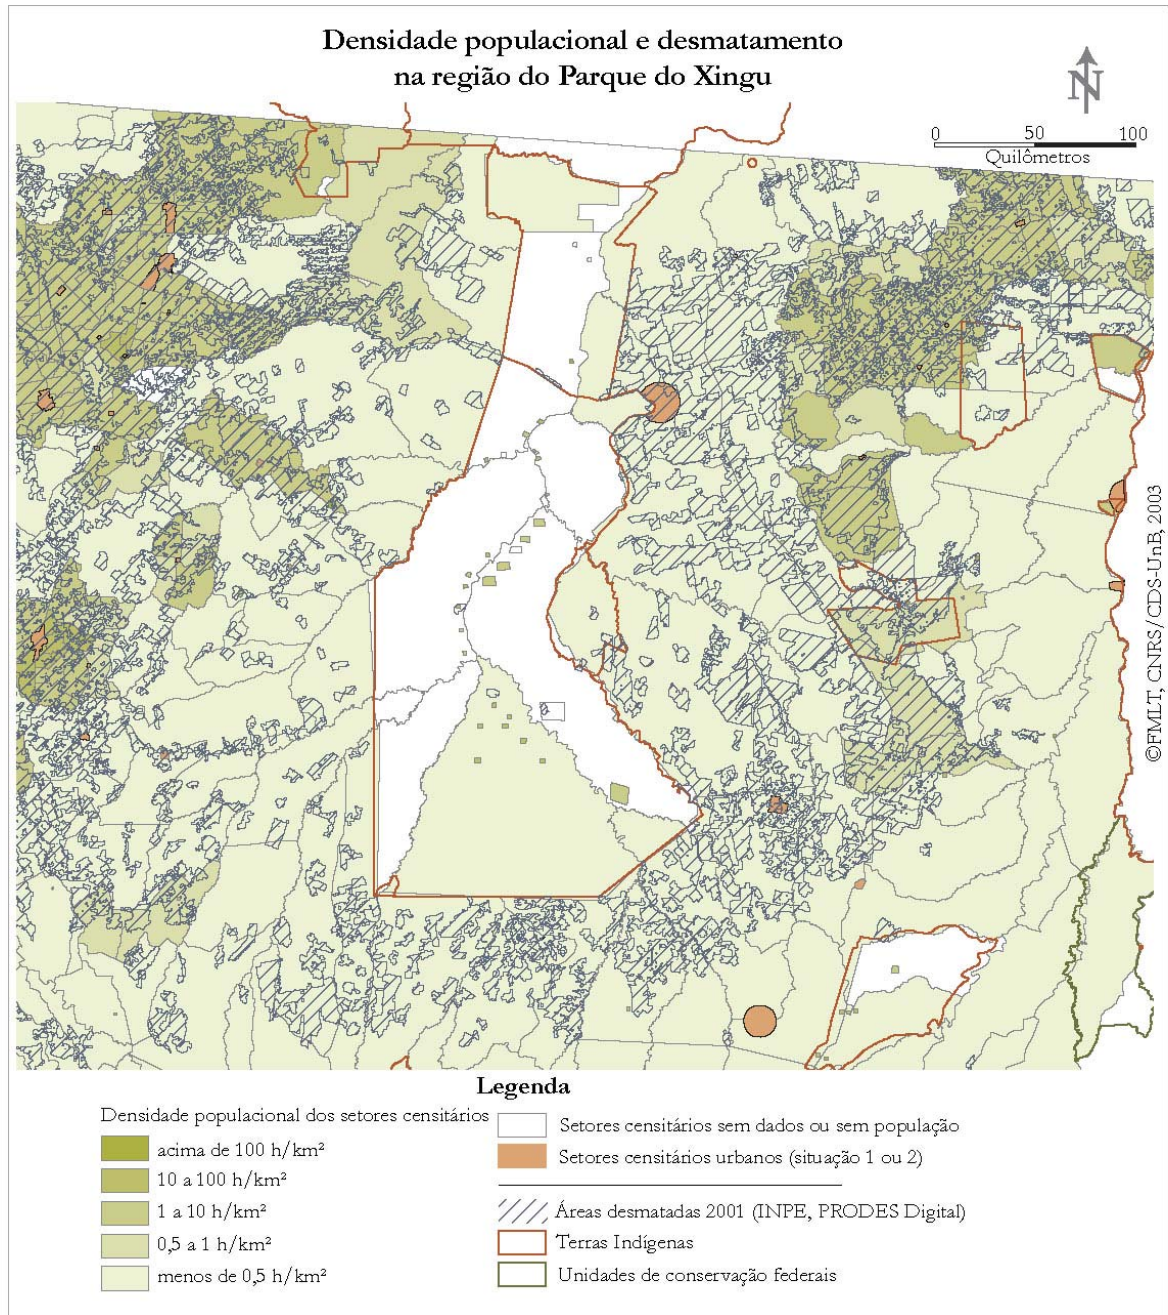 Densidade populacional e desmatamento
na região do Parque do Xingu
N
0 50 100
Quilômetros
©FMLT, CNRS/CDS-UnB, 2003
Legenda
Densidade populacional dos setores censitários
acima de 100 h/km²
10 a 100 h/km²
1 a 10 h/km²
0,5 a 1 h/km²
menos de 0,5 h/km²
Setores censitários sem dados ou sem população
Setores censitários urbanos (situação 1 ou 2)
Áreas desmatadas 2001 (INPE, PRODES Digital)
Terras Indígenas
Unidades de conservação federais